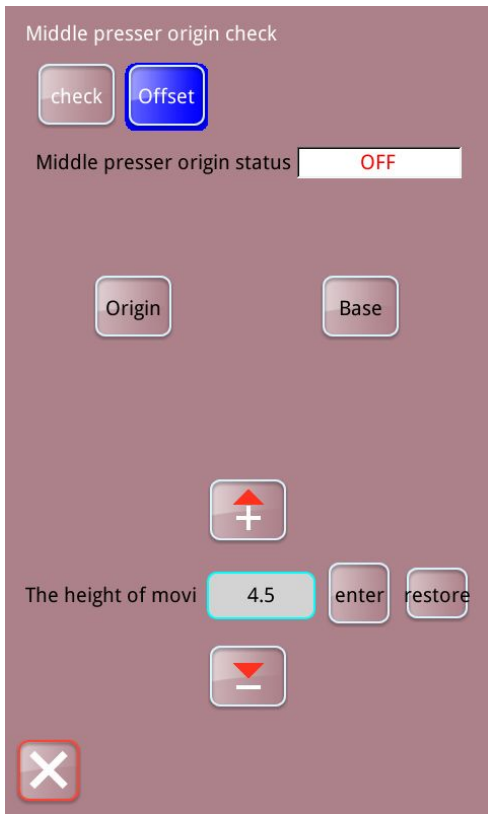 Middle presser origin check
check Offset
Middle presser origin status OFF
Origin Base
+
The height of movi 4.5 enter restore
−